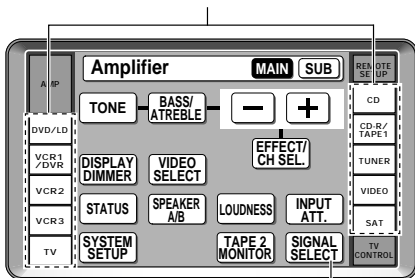 AMP
Amplifier
MAIN
SUB
REMOTE
SETUP
TONE
BASS/
ATREBLE
−
+
CD
DVD/LD
CD-R/
TAPE1
VCR1
/DVR
DISPLAY
DIMMER
VIDEO
SELECT
EFFECT/
CH SEL.
TUNER
VCR2
VIDEO
STATUS
SPEAKER
A/B
LOUDNESS
INPUT
ATT.
VCR3
SAT
TV
SYSTEM
SETUP
TAPE 2
MONITOR
SIGNAL
SELECT
TV
CONTROL